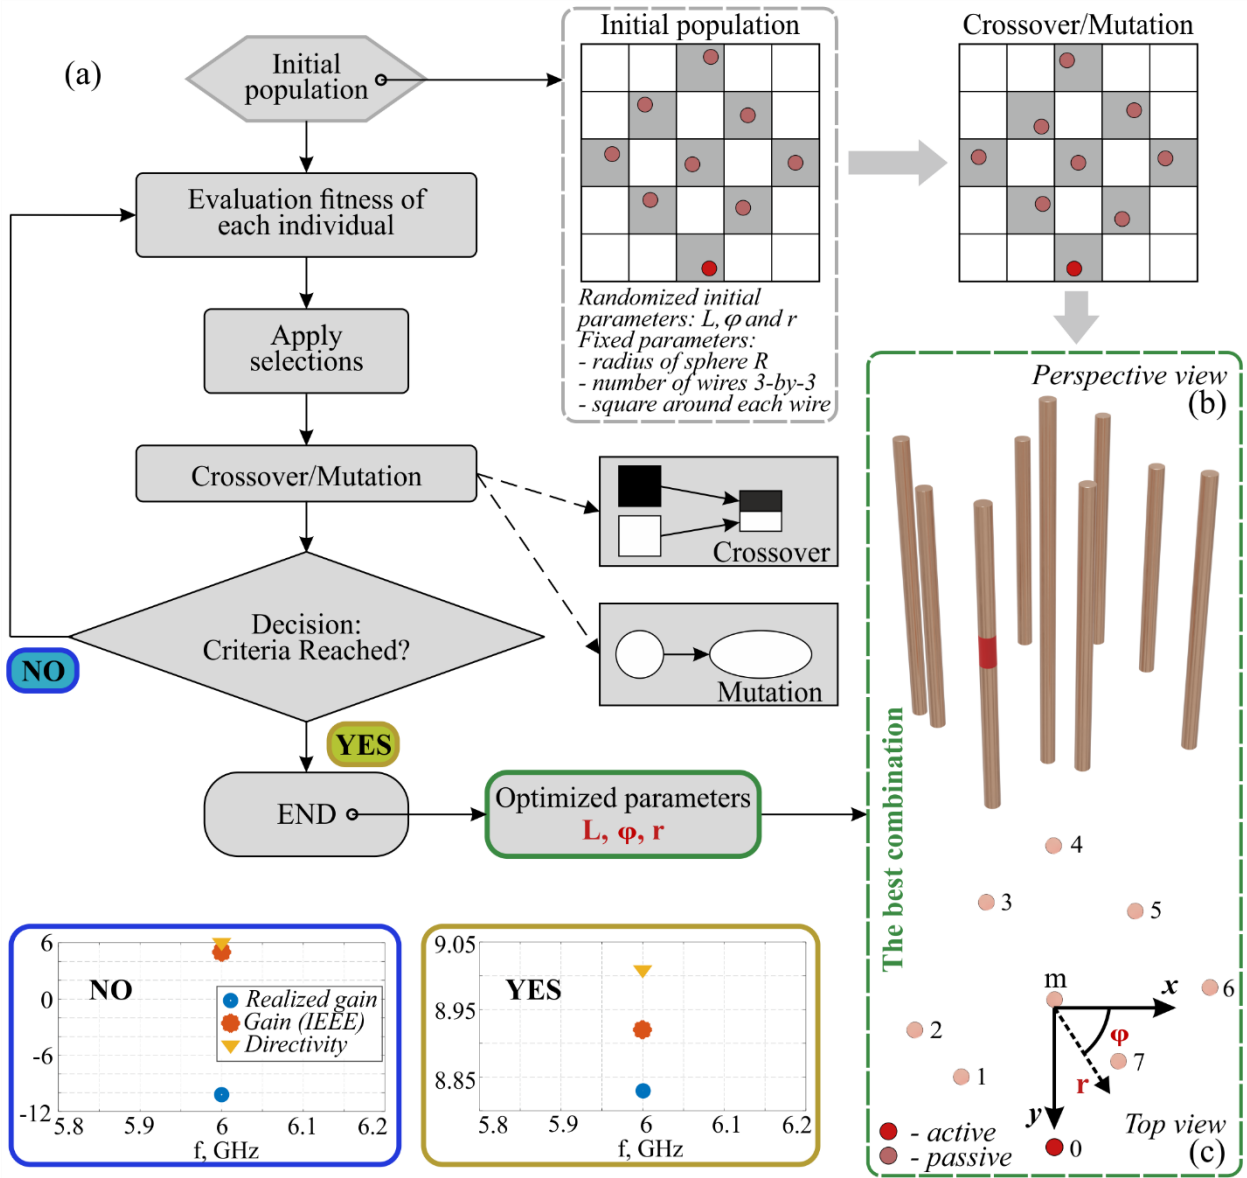 (a)
Initial
population
Evaluation fitness of
each individual
Apply
selections
Crossover/Mutation
Decision:
Criteria Reached?
NO
YES
END
Optimized parameters
L, φ, r
Initial population
Randomized initial
parameters: L, φ and r
Fixed parameters:
- radius of sphere R
- number of wires 3-by-3
- square around each wire
Crossover/Mutation
Crossover
Mutation
Perspective view
(b)
The best combination
4
3
5
m
x
6
2
φ
7
1
r
y
0
- active
- passive
Top view
(c)
6
0
-6
-12
NO
Realized gain
Gain (IEEE)
Directivity
5.8
5.9
6
6.1
6.2
f, GHz
9.05
8.95
8.85
YES
5.8
5.9
6
6.1
6.2
f, GHz